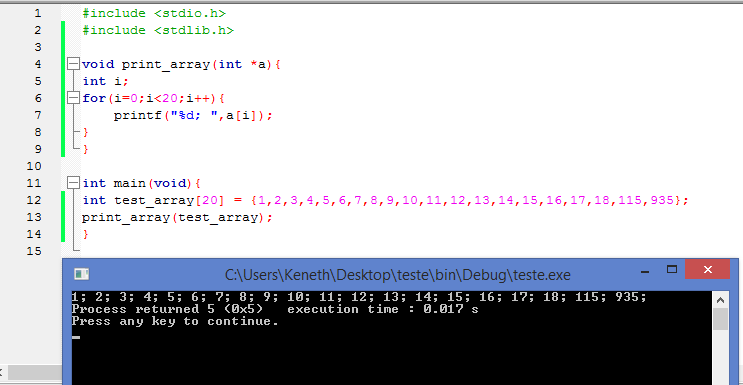 1 #include <stdio.h>
2 #include <stdlib.h>
3
4 void print_array(int *a){
5 int i;
6 for(i=0;i<20;i++){
7 printf("%d; ",a[i]);
8 }
9 }
10
11 int main(void){
12 int test_array[20] = {1,2,3,4,5,6,7,8,9,10,11,12,13,14,15,16,17,18,115,935};
13 print_array(test_array);
14 }
15
C:\Users\Keneth\Desktop\teste\bin\Debug\teste.exe
1; 2; 3; 4; 5; 6; 7; 8; 9; 10; 11; 12; 13; 14; 15; 16; 17; 18; 115; 935;
Process returned 5 (0x5)   execution time : 0.017 s
Press any key to continue.